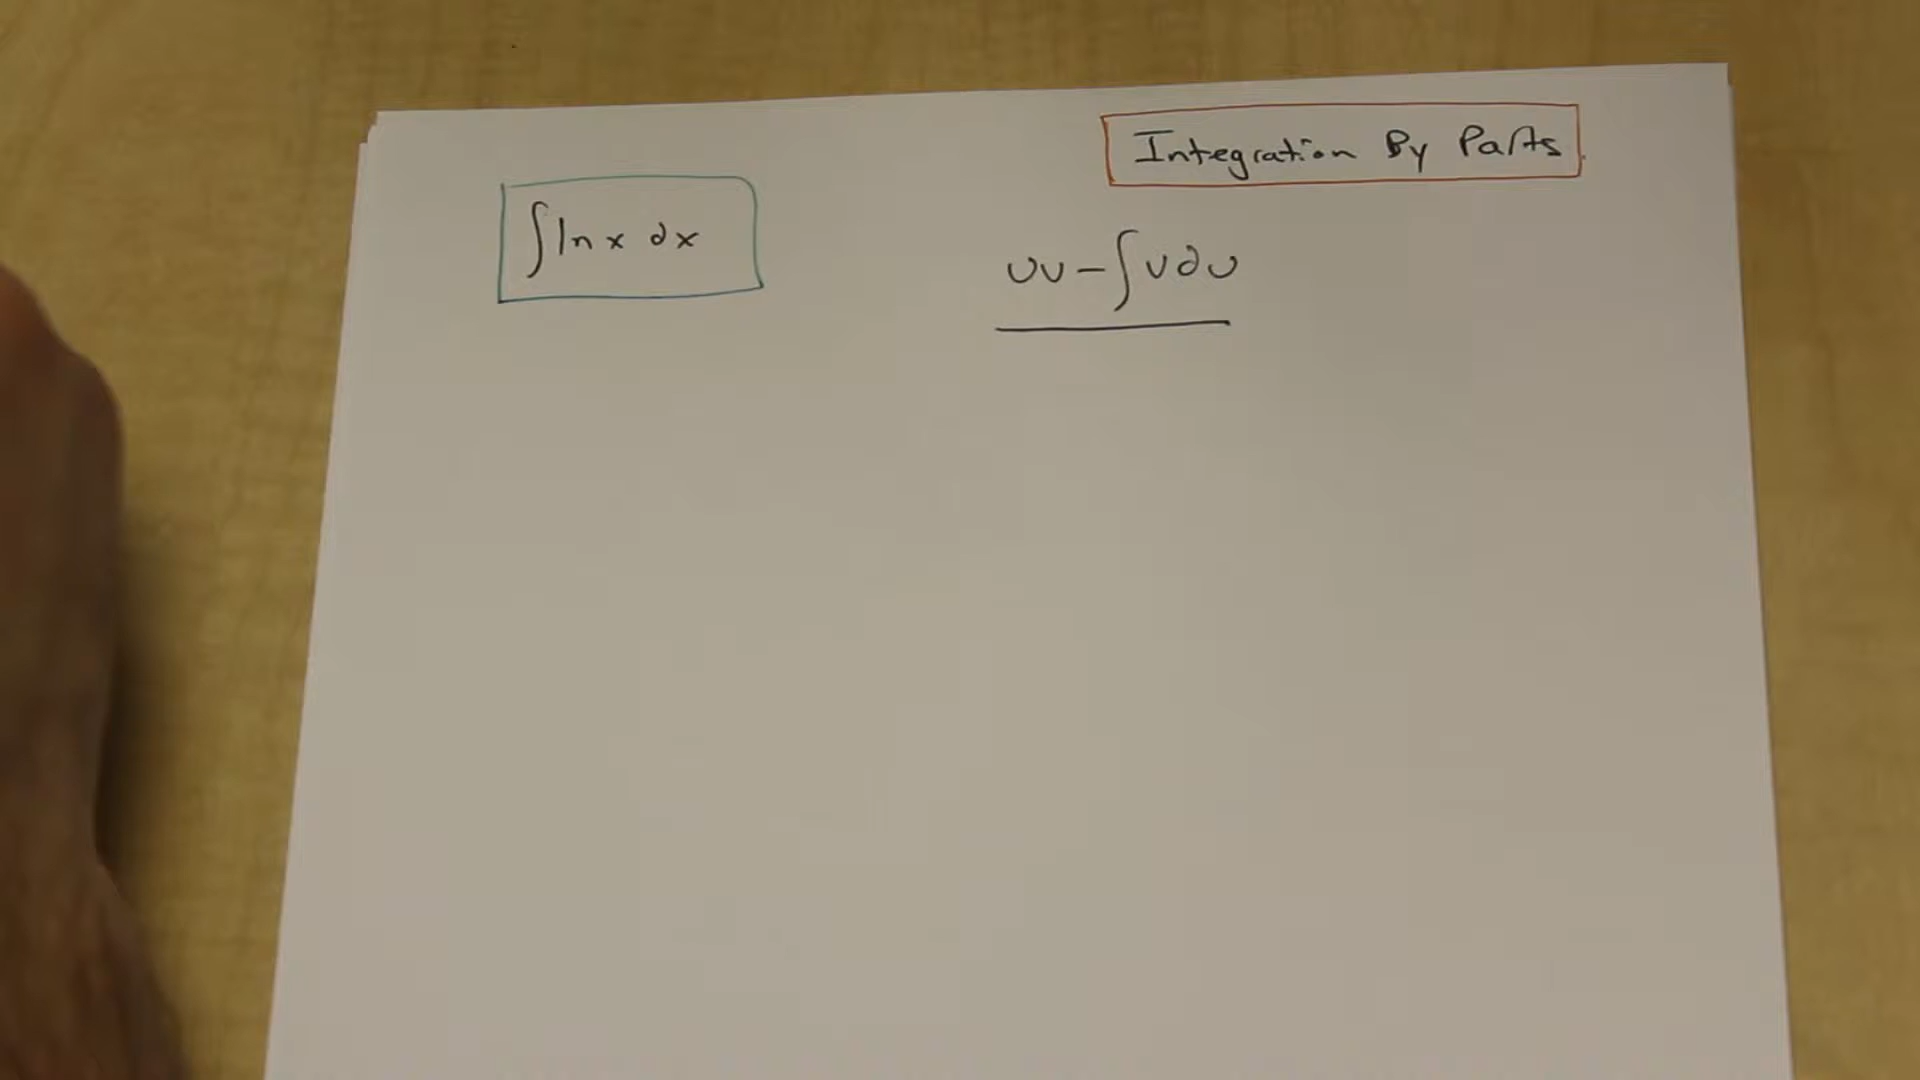 Integration By Parts
∫ln x dx
uv - ∫v du